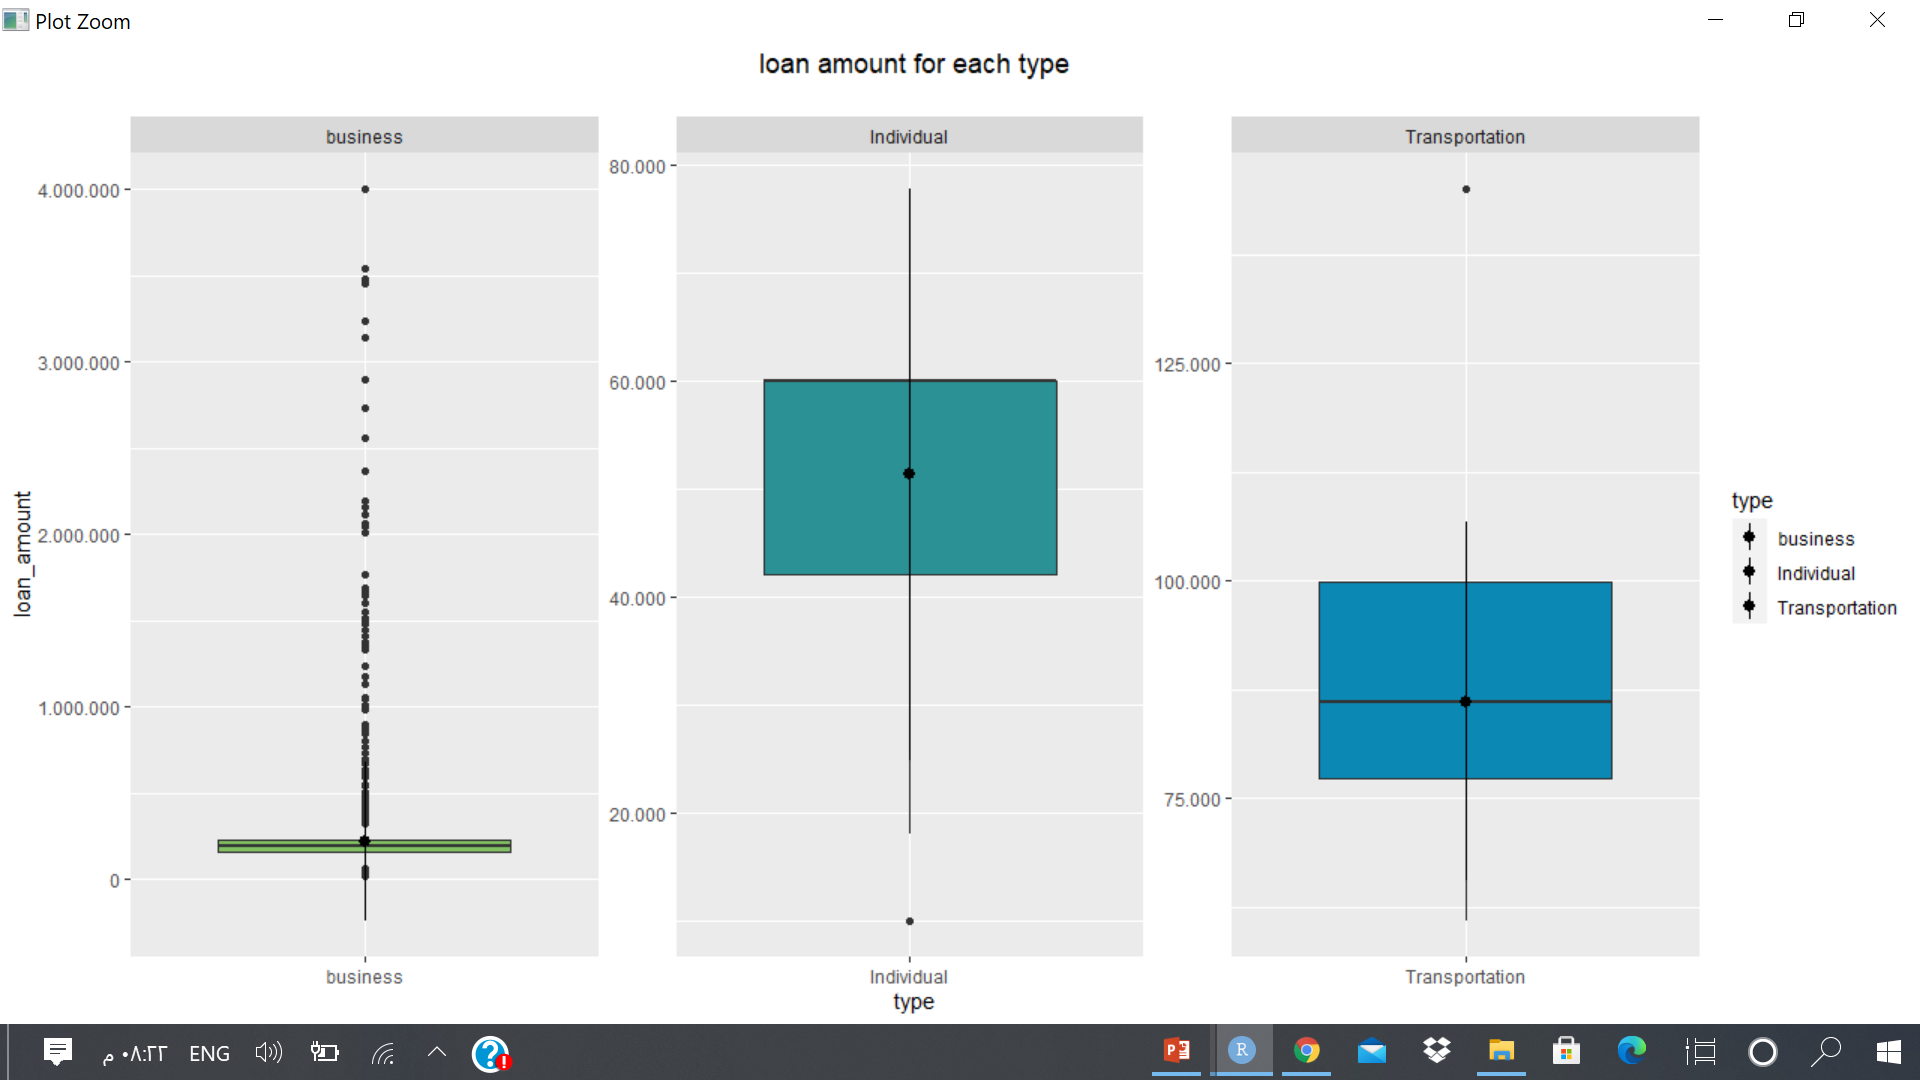 Plot Zoom
loan amount for each type
business
Individual
Transportation
loan_amount
4.000.000
3.000.000
2.000.000
1.000.000
0
80.000
60.000
40.000
20.000
125.000
100.000
75.000
business
Individual
Transportation
type
type
business
Individual
Transportation
٠٨:٢٢ م
ENG